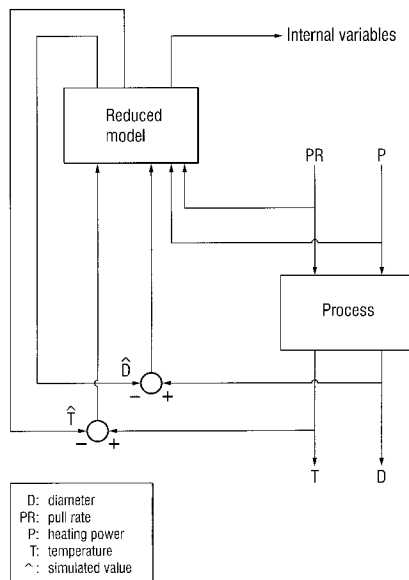 Internal variables
Reduced
model
PR P
Process
D̂
− +
T̂
− +
T D
D: diameter
PR: pull rate
P: heating power
T: temperature
^: simulated value